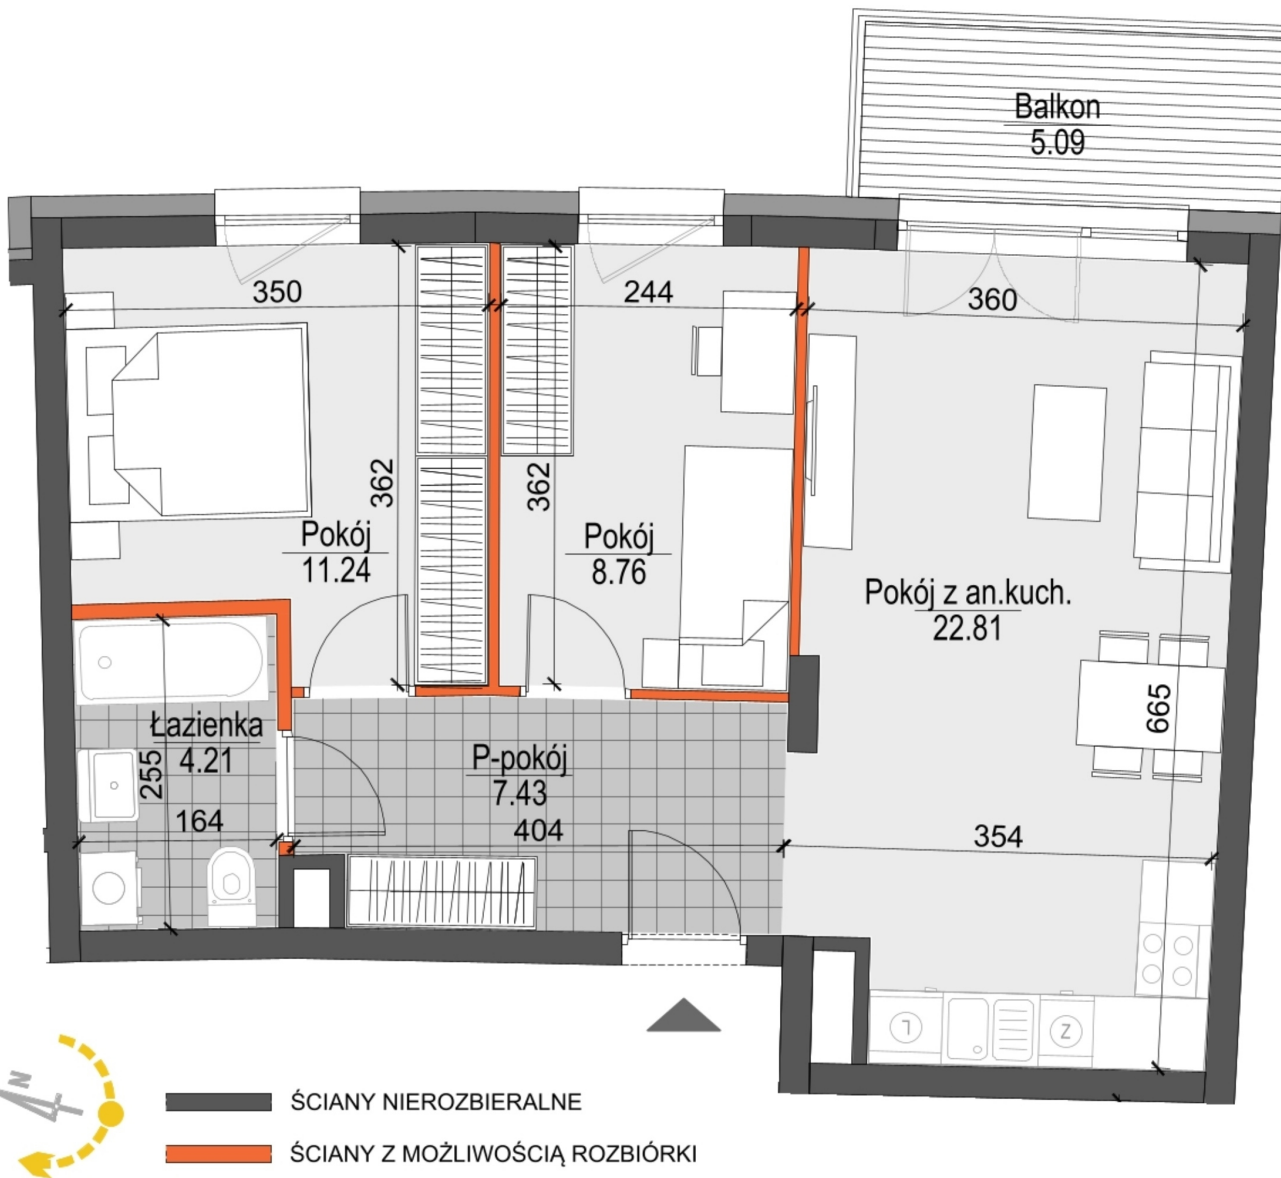 Balkon
5.09
350
244
360
362
362
Pokój
11.24
Pokój
8.76
Pokój z an.kuch.
22.81
665
Łazienka
4.21
255
164
P-pokój
7.43
404
354
L
Z
N
ŚCIANY NIEROZBIERALNE
ŚCIANY Z MOŻLIWOŚCIĄ ROZBIÓRKI